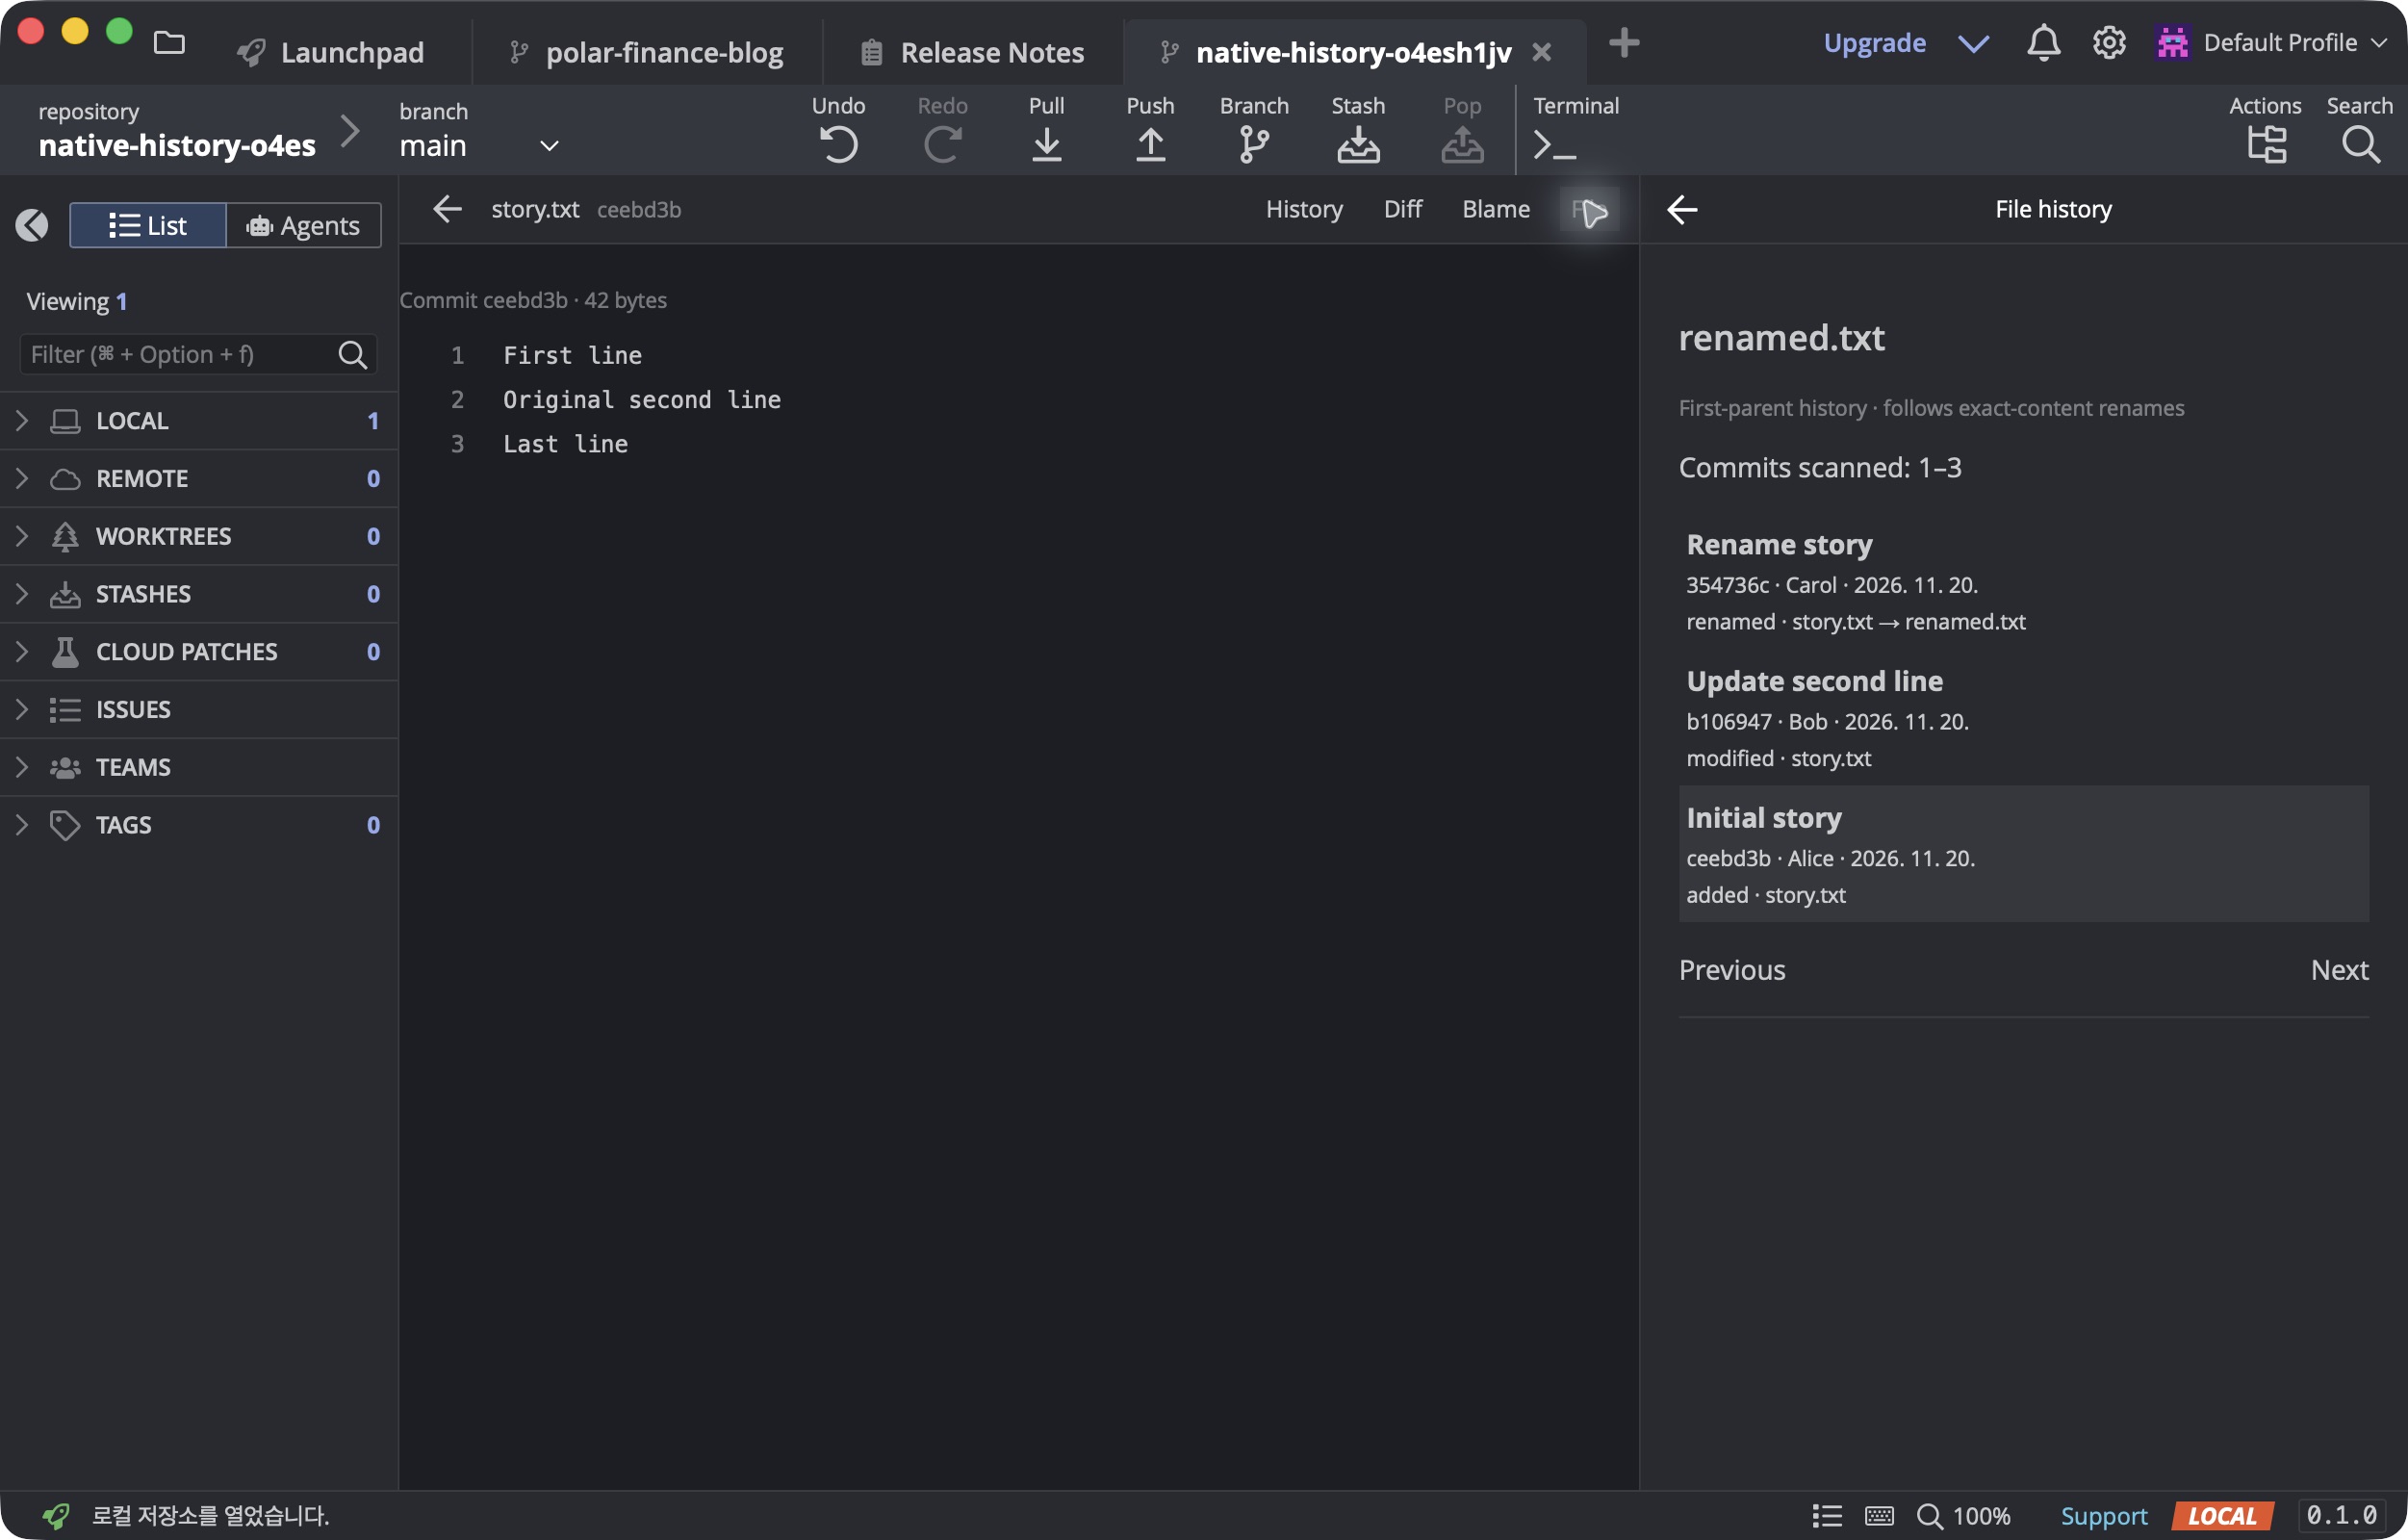 Launchpad
polar-finance-blog
Release Notes
native-history-o4esh1jv
Upgrade
Default Profile
repository
native-history-o4es
branch
main
Undo
Redo
Pull
Push
Branch
Stash
Pop
Terminal
Actions
Search
List
Agents
Viewing 1
Filter (⌘ + Option + f)
LOCAL 1
REMOTE 0
WORKTREES 0
STASHES 0
CLOUD PATCHES 0
ISSUES
TEAMS
TAGS 0
story.txt ceebd3b
History
Diff
Blame
Commit ceebd3b · 42 bytes
1 First line
2 Original second line
3 Last line
File history
renamed.txt
First-parent history · follows exact-content renames
Commits scanned: 1–3
Rename story
354736c · Carol · 2026. 11. 20.
renamed · story.txt → renamed.txt
Update second line
b106947 · Bob · 2026. 11. 20.
modified · story.txt
Initial story
ceebd3b · Alice · 2026. 11. 20.
added · story.txt
Previous
Next
로컬 저장소를 열었습니다.
100%
Support
LOCAL
0.1.0